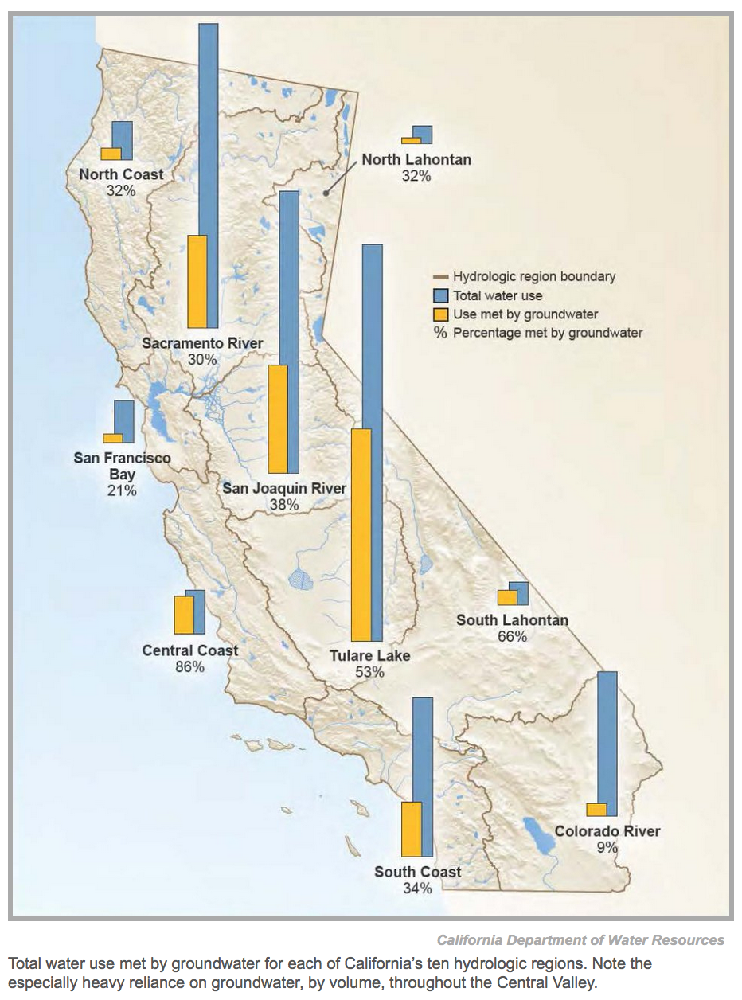 North Coast
32%
North Lahontan
32%
Hydrologic region boundary
Total water use
Use met by groundwater
% Percentage met by groundwater
Sacramento River
30%
San Francisco
Bay
21%
San Joaquin River
38%
South Lahontan
66%
Central Coast
86%
Tulare Lake
53%
Colorado River
9%
South Coast
34%
California Department of Water Resources
Total water use met by groundwater for each of California’s ten hydrologic regions. Note the
especially heavy reliance on groundwater, by volume, throughout the Central Valley.